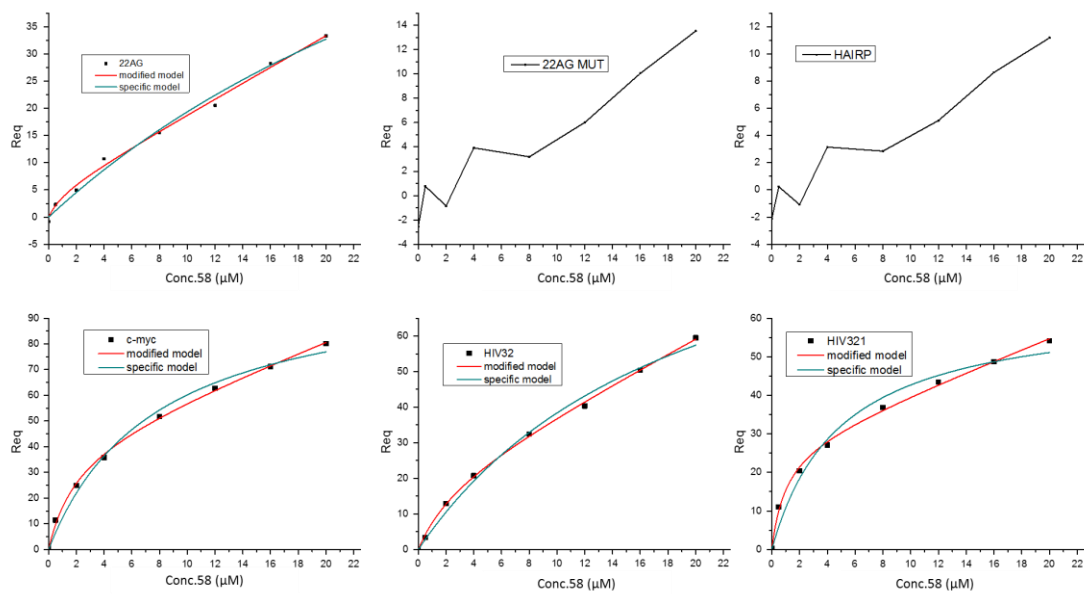 35
30
25
20
15
10
5
0
-5
Req
22AG
modified model
specific model
0 2 4 6 8 10 12 14 16 18 20 22
Conc.58 (µM)
14
12
10
8
6
4
2
0
-2
-4
Req
22AG MUT
0 2 4 6 8 10 12 14 16 18 20 22
Conc.58 (µM)
12
10
8
6
4
2
0
-2
-4
Req
HAIRP
0 2 4 6 8 10 12 14 16 18 20 22
Conc.58 (µM)
90
80
70
60
50
40
30
20
10
0
Req
c-myc
modified model
specific model
0 2 4 6 8 10 12 14 16 18 20 22
Conc.58 (µM)
60
50
40
30
20
10
0
Req
HIV32
modified model
specific model
0 2 4 6 8 10 12 14 16 18 20 22
Conc.58 (µM)
60
50
40
30
20
10
0
Req
HIV321
modified model
specific model
0 2 4 6 8 10 12 14 16 18 20 22
Conc.58 (µM)